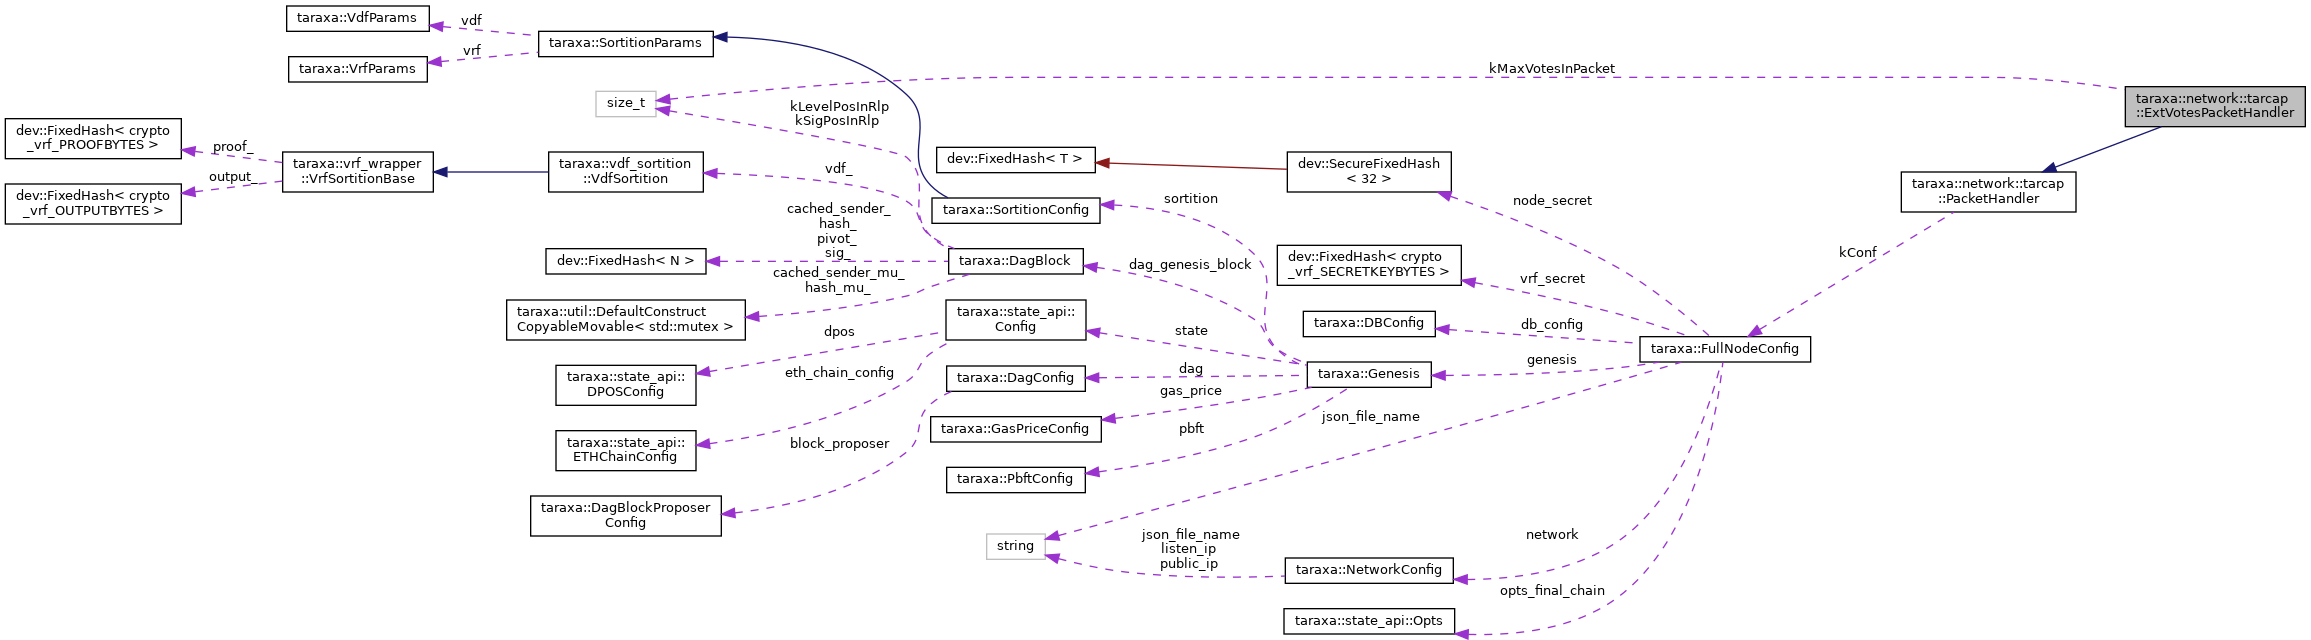 taraxa::VdfParams
vdf
taraxa::SortitionParams
vrf
taraxa::VrfParams
kMaxVotesInPacket
size_t
taraxa::network::tarcap
::ExtVotesPacketHandler
kLevelPosInRlp
kSigPosInRlp
dev::FixedHash< crypto
_vrf_PROOFBYTES >
proof_
taraxa::vrf_wrapper
::VrfSortitionBase
output_
dev::FixedHash< crypto
_vrf_OUTPUTBYTES >
taraxa::vdf_sortition
::VdfSortition
vdf_
dev::FixedHash< T >
dev::SecureFixedHash
< 32 >
taraxa::network::tarcap
::PacketHandler
taraxa::SortitionConfig
sortition
node_secret
cached_sender_
hash_
pivot_
sig_
dev::FixedHash< N >
taraxa::DagBlock
dag_genesis_block
dev::FixedHash< crypto
_vrf_SECRETKEYBYTES >
vrf_secret
kConf
cached_sender_mu_
hash_mu_
taraxa::util::DefaultConstruct
CopyableMovable< std::mutex >
taraxa::state_api::
Config
state
taraxa::DBConfig
db_config
taraxa::FullNodeConfig
dpos
taraxa::state_api::
DPOSConfig
eth_chain_config
taraxa::DagConfig
dag
taraxa::Genesis
genesis
gas_price
taraxa::GasPriceConfig
json_file_name
pbft
taraxa::state_api::
ETHChainConfig
block_proposer
taraxa::PbftConfig
taraxa::DagBlockProposer
Config
string
json_file_name
listen_ip
public_ip
network
taraxa::NetworkConfig
opts_final_chain
taraxa::state_api::Opts